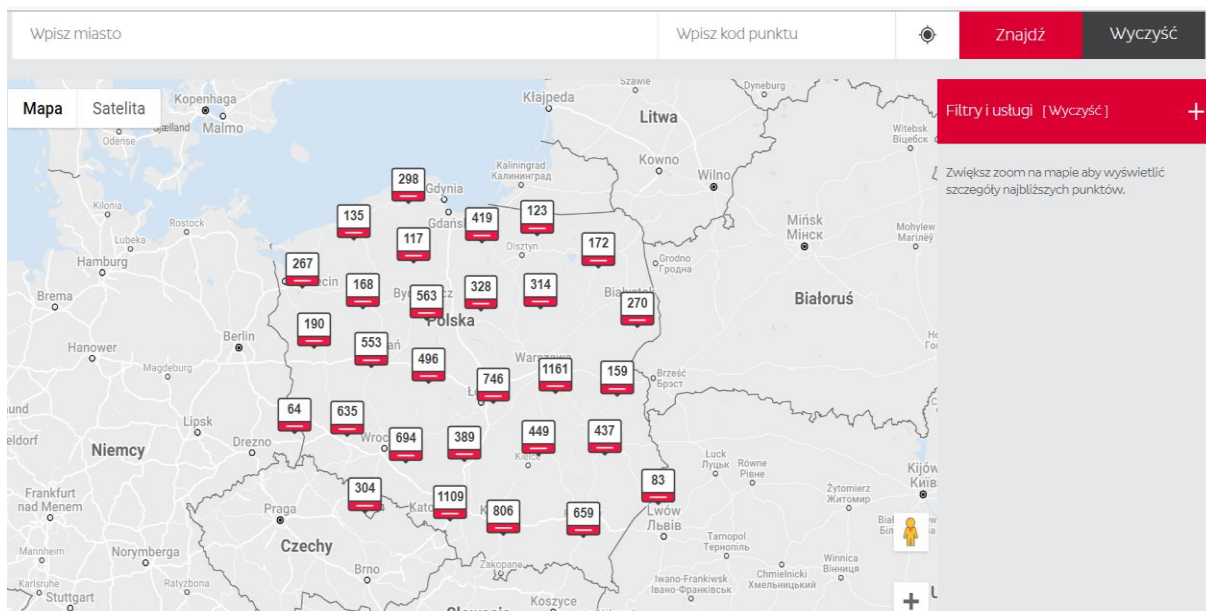 Wpisz miasto
Wpisz kod punktu
Znajdź
Wyczyść
Mapa
Satelita
Filtry i usługi [Wyczyść]
Zwiększ zoom na mapie aby wyświetlić
szczegóły najbliższych punktów.
Kopenhaga
Malmo
Odense
Kłajpeda
Dyneburg
Litwa
Witebsk
Віцебск
Kowno
Wilno
Kaliningrad
Калининград
Kilonia
Rostock
Lubeka
Hamburg
Gdynia
298
135
117
419
123
172
Olsztyn
Grodno
Гродна
Mińsk
Мінск
Mohylew
Магілёў
267
168
563
328
314
270
Białoruś
Brema
Polska
190
553
496
746
1161
159
Berlin
Hanower
Magdeburg
Warszawa
Brześć
Брэст
64
635
694
389
449
437
Lipsk
Drezno
Niemcy
Kielce
Łuck
Луцьк
Równe
Рівне
Kijów
Київ
83
304
1109
806
659
Frankfurt
nad Menem
Praga
Czechy
Lwów
Львів
Żytomierz
Житомир
Tarnopol
Тернопіль
Mannheim
Norymberga
Brno
Zakopane
Winnica
Вінниця
Chmielnicki
Хмельницький
Iwano-Frankiwsk
Івано-Франківськ
Karlsruhe
Ratyzbona
Stuttgart
Koszyce